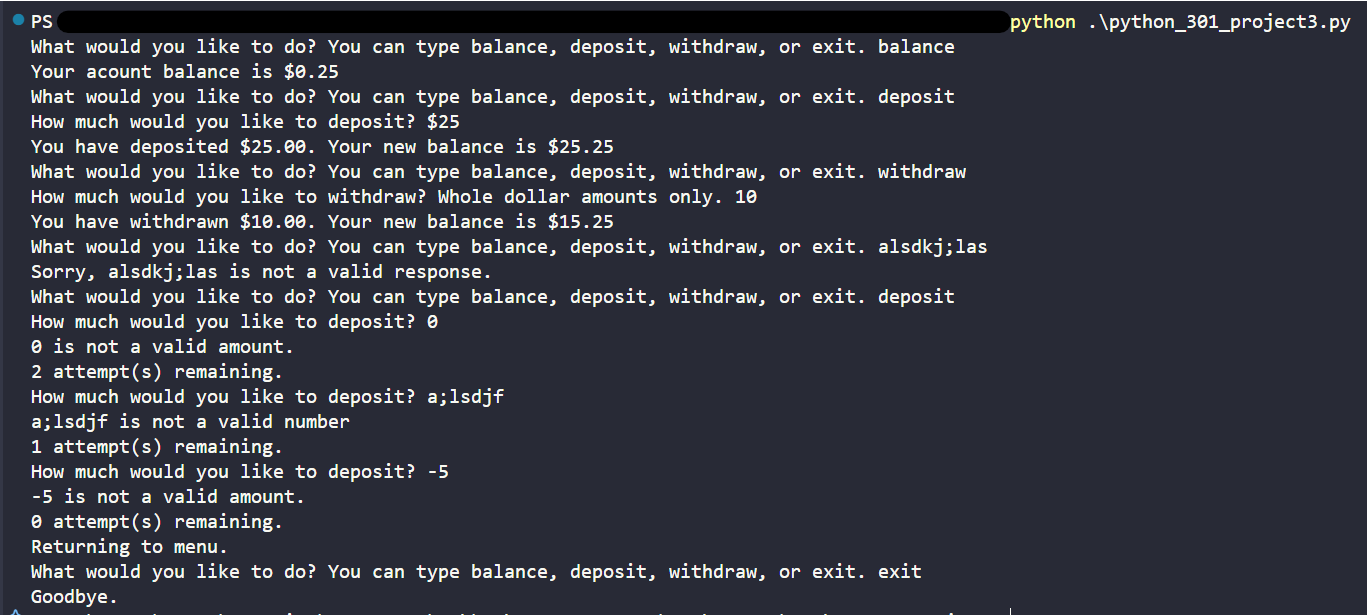 PS python .\python_301_project3.py
What would you like to do? You can type balance, deposit, withdraw, or exit. balance
Your acount balance is $0.25
What would you like to do? You can type balance, deposit, withdraw, or exit. deposit
How much would you like to deposit? $25
You have deposited $25.00. Your new balance is $25.25
What would you like to do? You can type balance, deposit, withdraw, or exit. withdraw
How much would you like to withdraw? Whole dollar amounts only. 10
You have withdrawn $10.00. Your new balance is $15.25
What would you like to do? You can type balance, deposit, withdraw, or exit. alsdkj;las
Sorry, alsdkj;las is not a valid response.
What would you like to do? You can type balance, deposit, withdraw, or exit. deposit
How much would you like to deposit? 0
0 is not a valid amount.
2 attempt(s) remaining.
How much would you like to deposit? a;lsdjf
a;lsdjf is not a valid number
1 attempt(s) remaining.
How much would you like to deposit? -5
-5 is not a valid amount.
0 attempt(s) remaining.
Returning to menu.
What would you like to do? You can type balance, deposit, withdraw, or exit. exit
Goodbye.